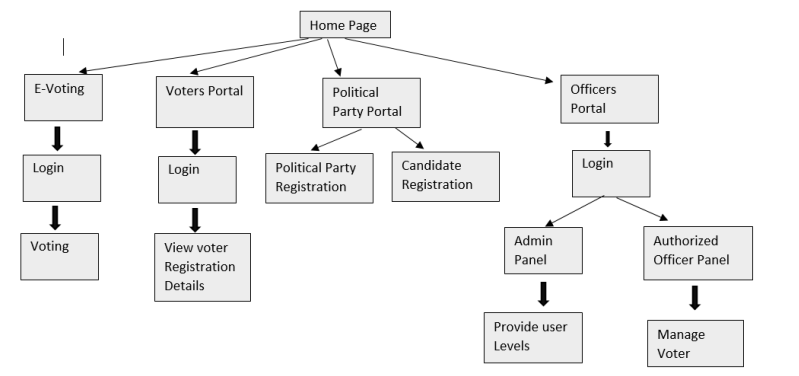 Home Page
E-Voting
Voters Portal
Political
Party Portal
Officers
Portal
Login
Login
Political Party
Registration
Candidate
Registration
Login
Voting
View voter
Registration
Details
Admin
Panel
Authorized
Officer Panel
Provide user
Levels
Manage
Voter